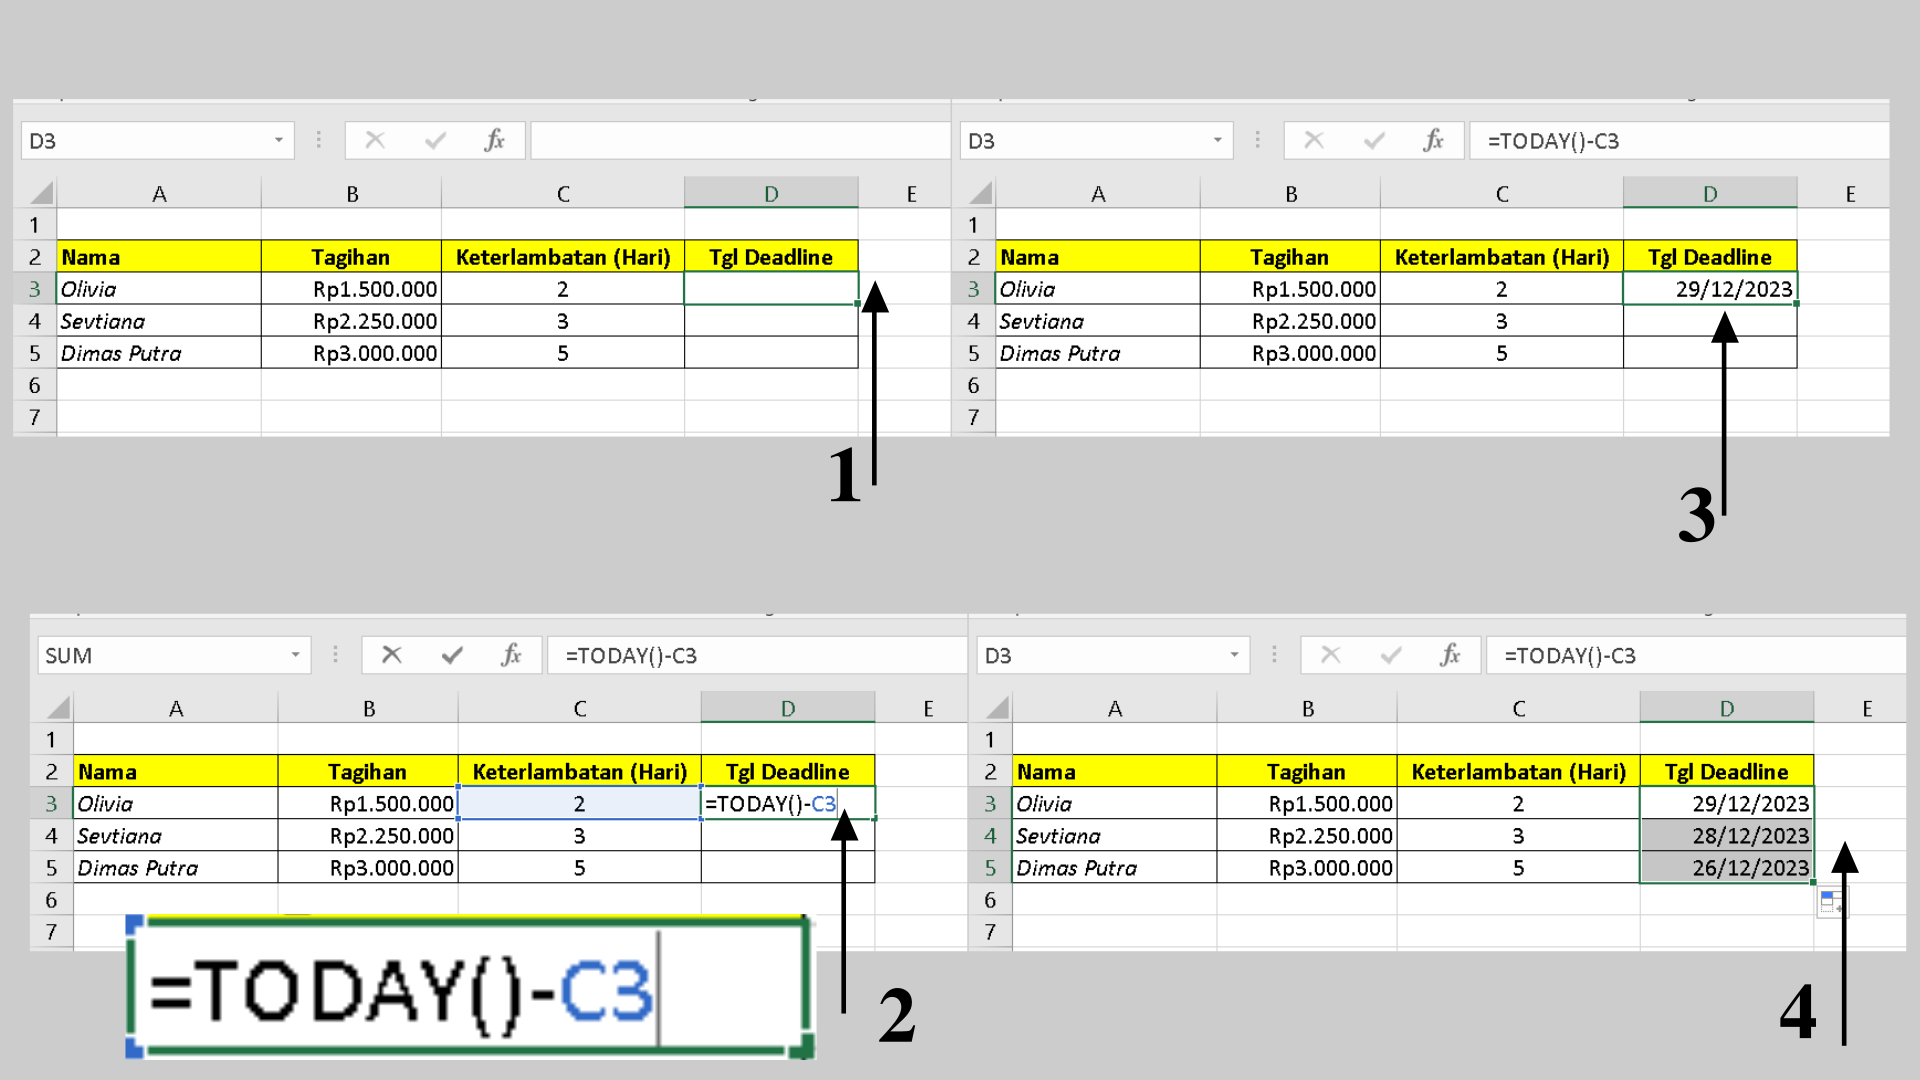 D3 fx
A B C D E
1
2 Nama Tagihan Keterlambatan (Hari) Tgl Deadline
3 Olivia Rp1.500.000 2
4 Sevtiana Rp2.250.000 3
5 Dimas Putra Rp3.000.000 5
6
7
1
D3 fx =TODAY()-C3
A B C D E
1
2 Nama Tagihan Keterlambatan (Hari) Tgl Deadline
3 Olivia Rp1.500.000 2 29/12/2023
4 Sevtiana Rp2.250.000 3
5 Dimas Putra Rp3.000.000 5
6
7
3
SUM fx =TODAY()-C3
A B C D E
1
2 Nama Tagihan Keterlambatan (Hari) Tgl Deadline
3 Olivia Rp1.500.000 2 =TODAY()-C3
4 Sevtiana Rp2.250.000 3
5 Dimas Putra Rp3.000.000 5
6
7
=TODAY()-C3
2
D3 fx =TODAY()-C3
A B C D E
1
2 Nama Tagihan Keterlambatan (Hari) Tgl Deadline
3 Olivia Rp1.500.000 2 29/12/2023
4 Sevtiana Rp2.250.000 3 28/12/2023
5 Dimas Putra Rp3.000.000 5 26/12/2023
6
7
4